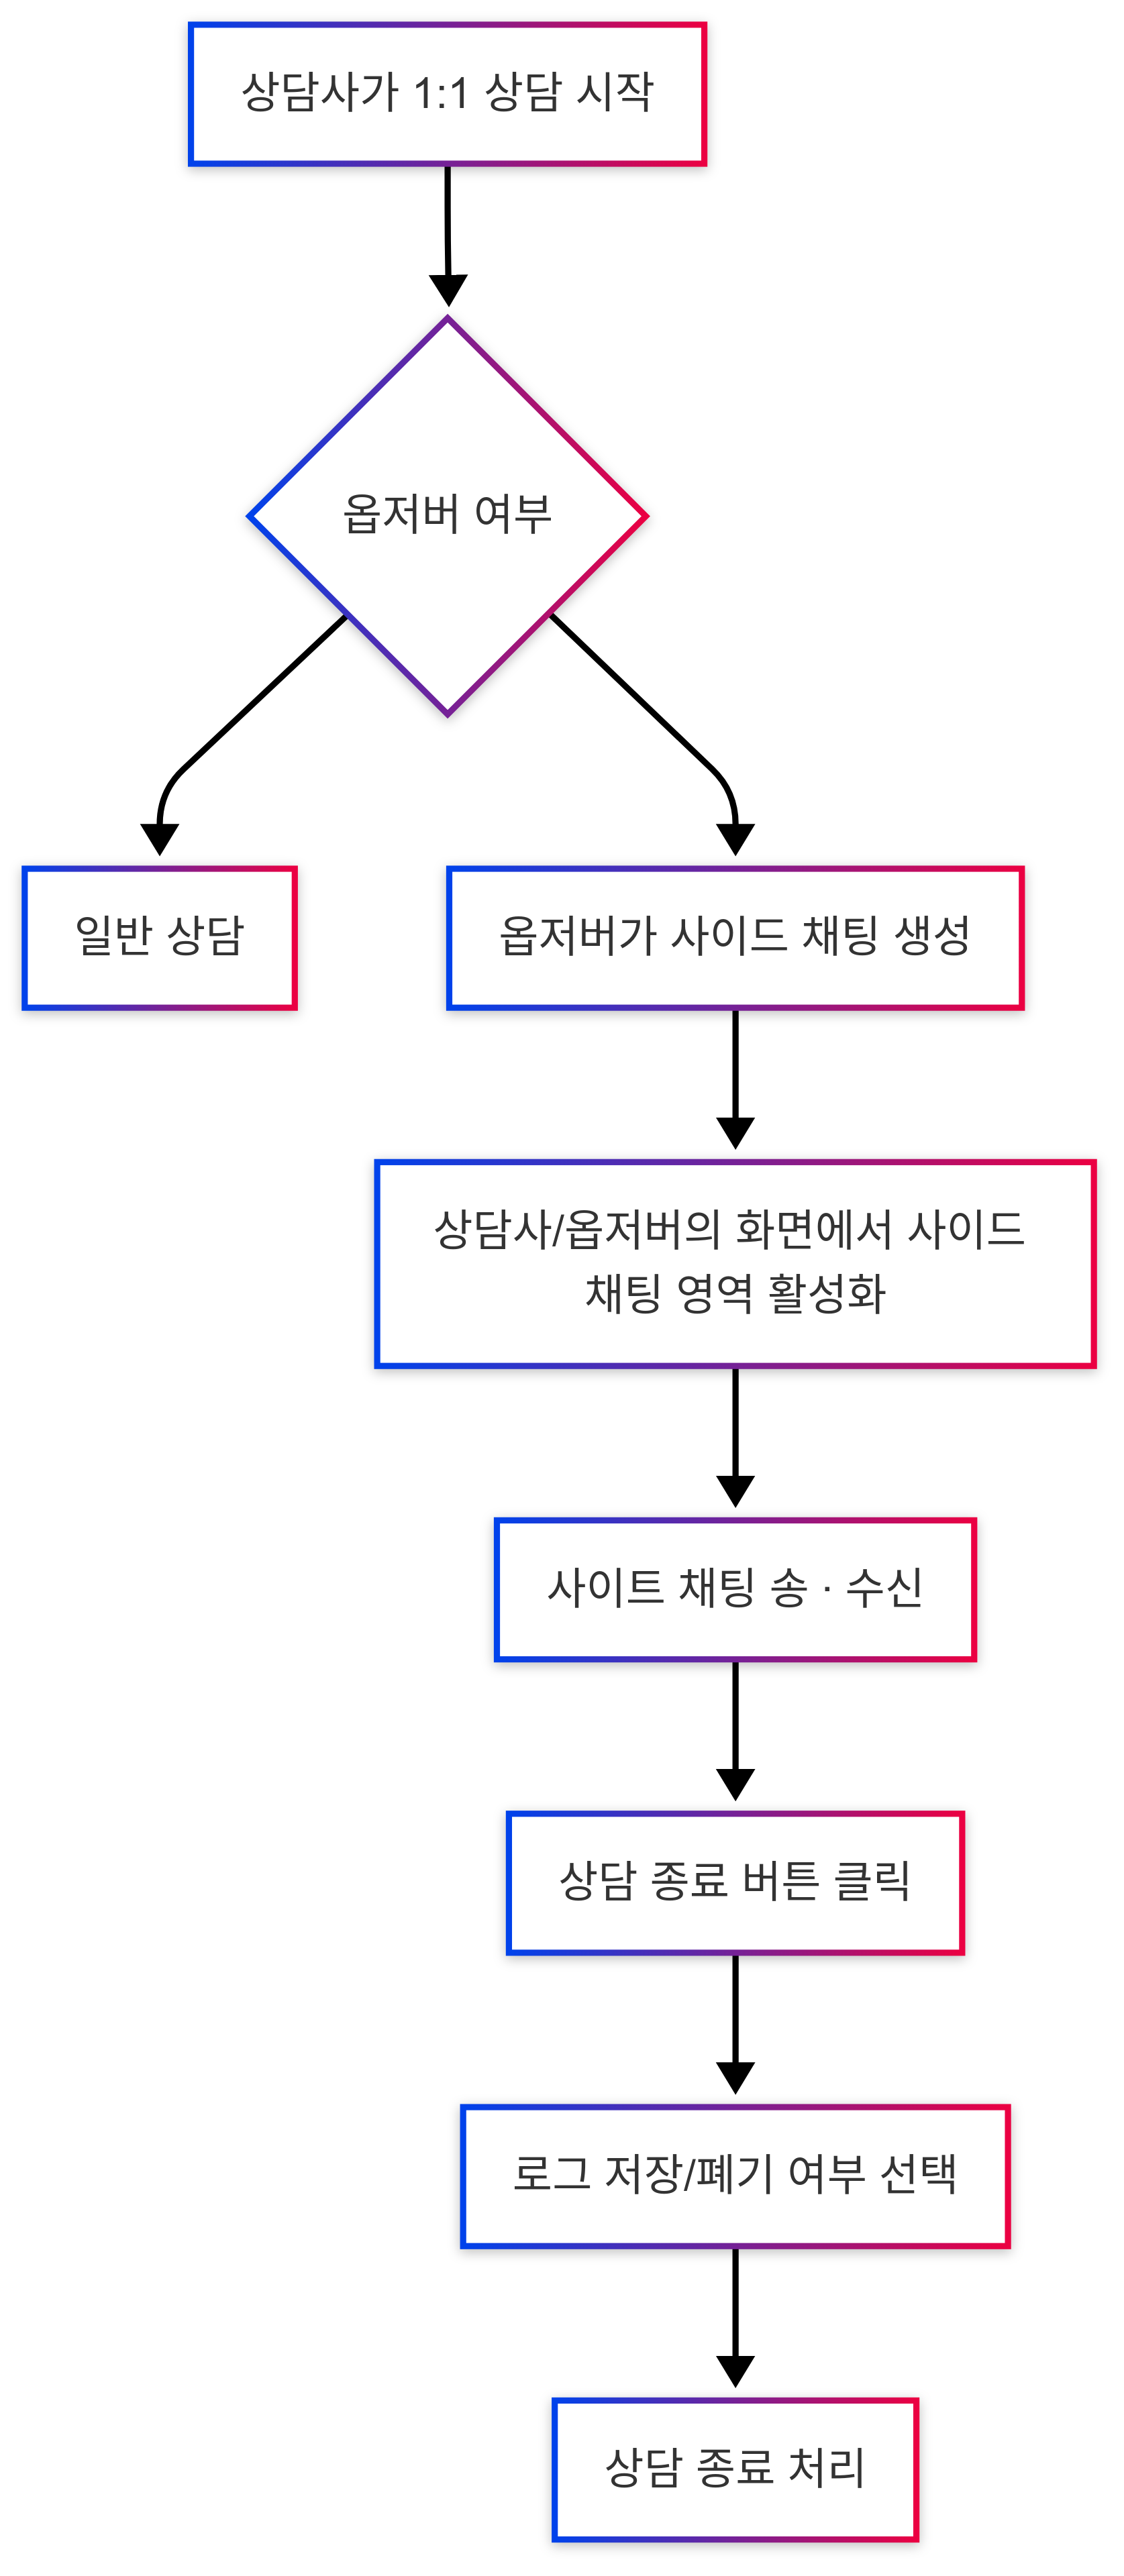 상담사가 1:1 상담 시작
옵저버 여부
일반 상담
옵저버가 사이드 채팅 생성
상담사/옵저버의 화면에서 사이드
채팅 영역 활성화
사이트 채팅 송 · 수신
상담 종료 버튼 클릭
로그 저장/폐기 여부 선택
상담 종료 처리